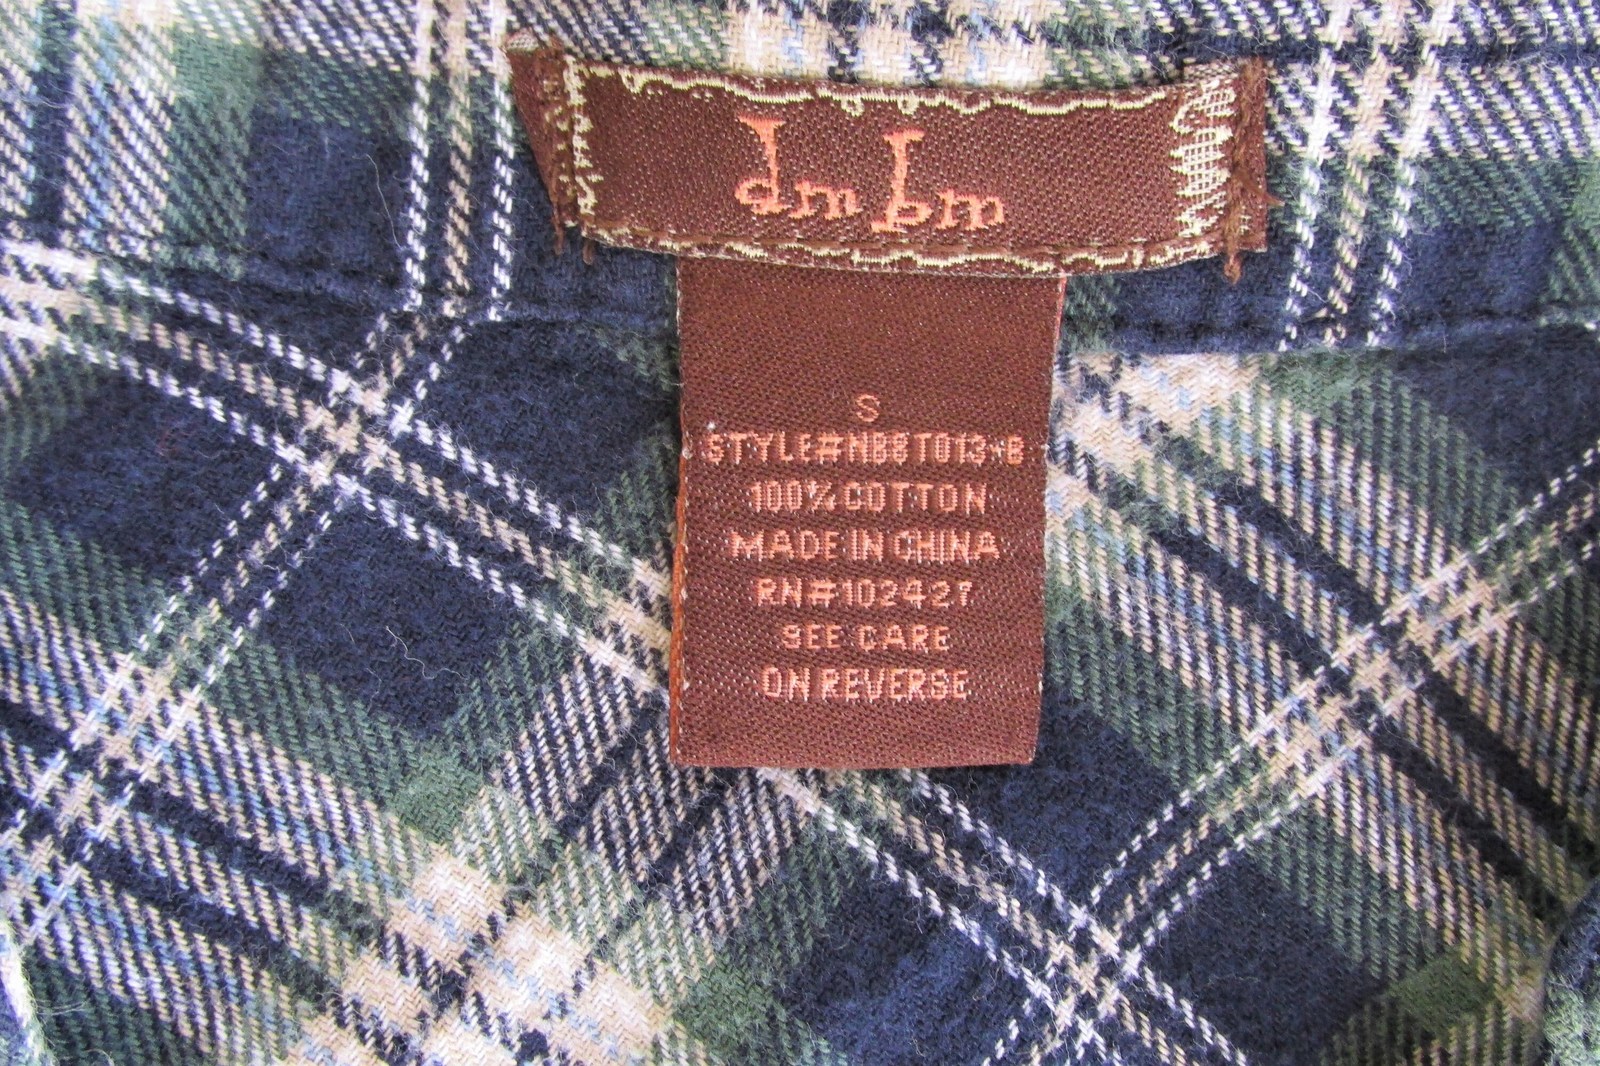 dm bm
S
STYLE#NB8T013*B
100% COTTON
MADE IN CHINA
RN#102427
SEE CARE
ON REVERSE